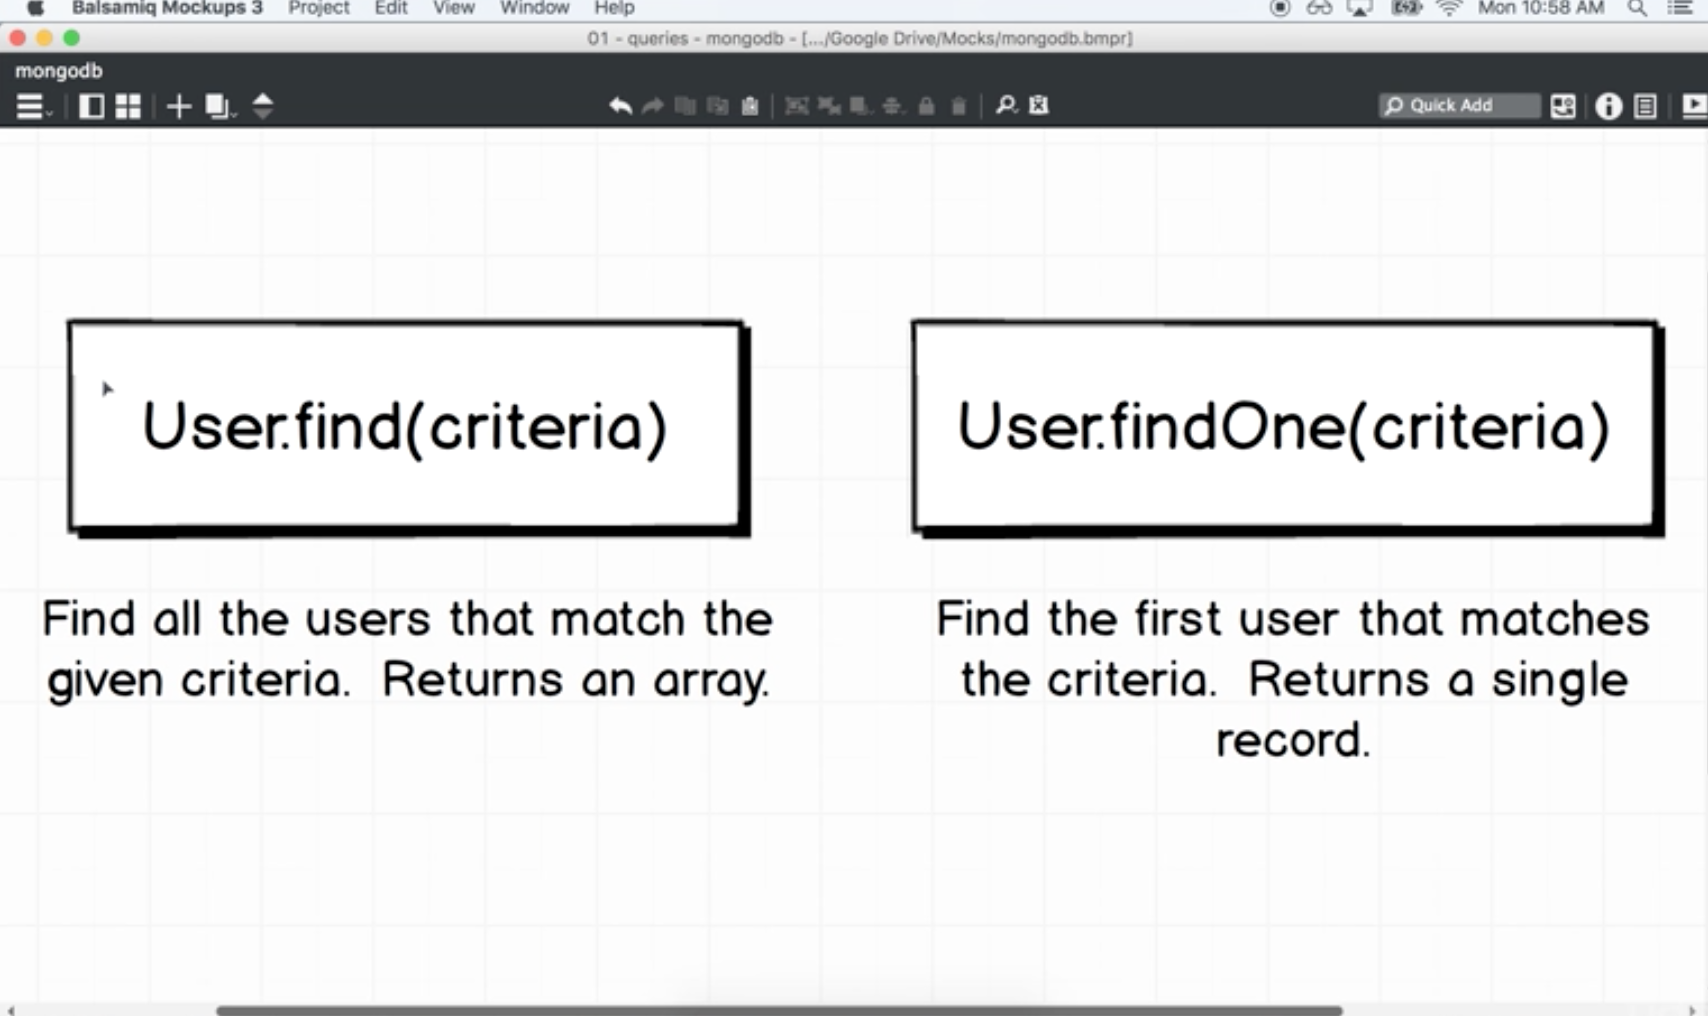 Balsamiq Mockups 3 Project Edit View Window Help Mon 10:58 AM
01 - queries - mongodb - [.../Google Drive/Mocks/mongodb.bmpr]
mongodb
Quick Add
User.find(criteria)
Find all the users that match the
given criteria. Returns an array.
User.findOne(criteria)
Find the first user that matches
the criteria. Returns a single
record.